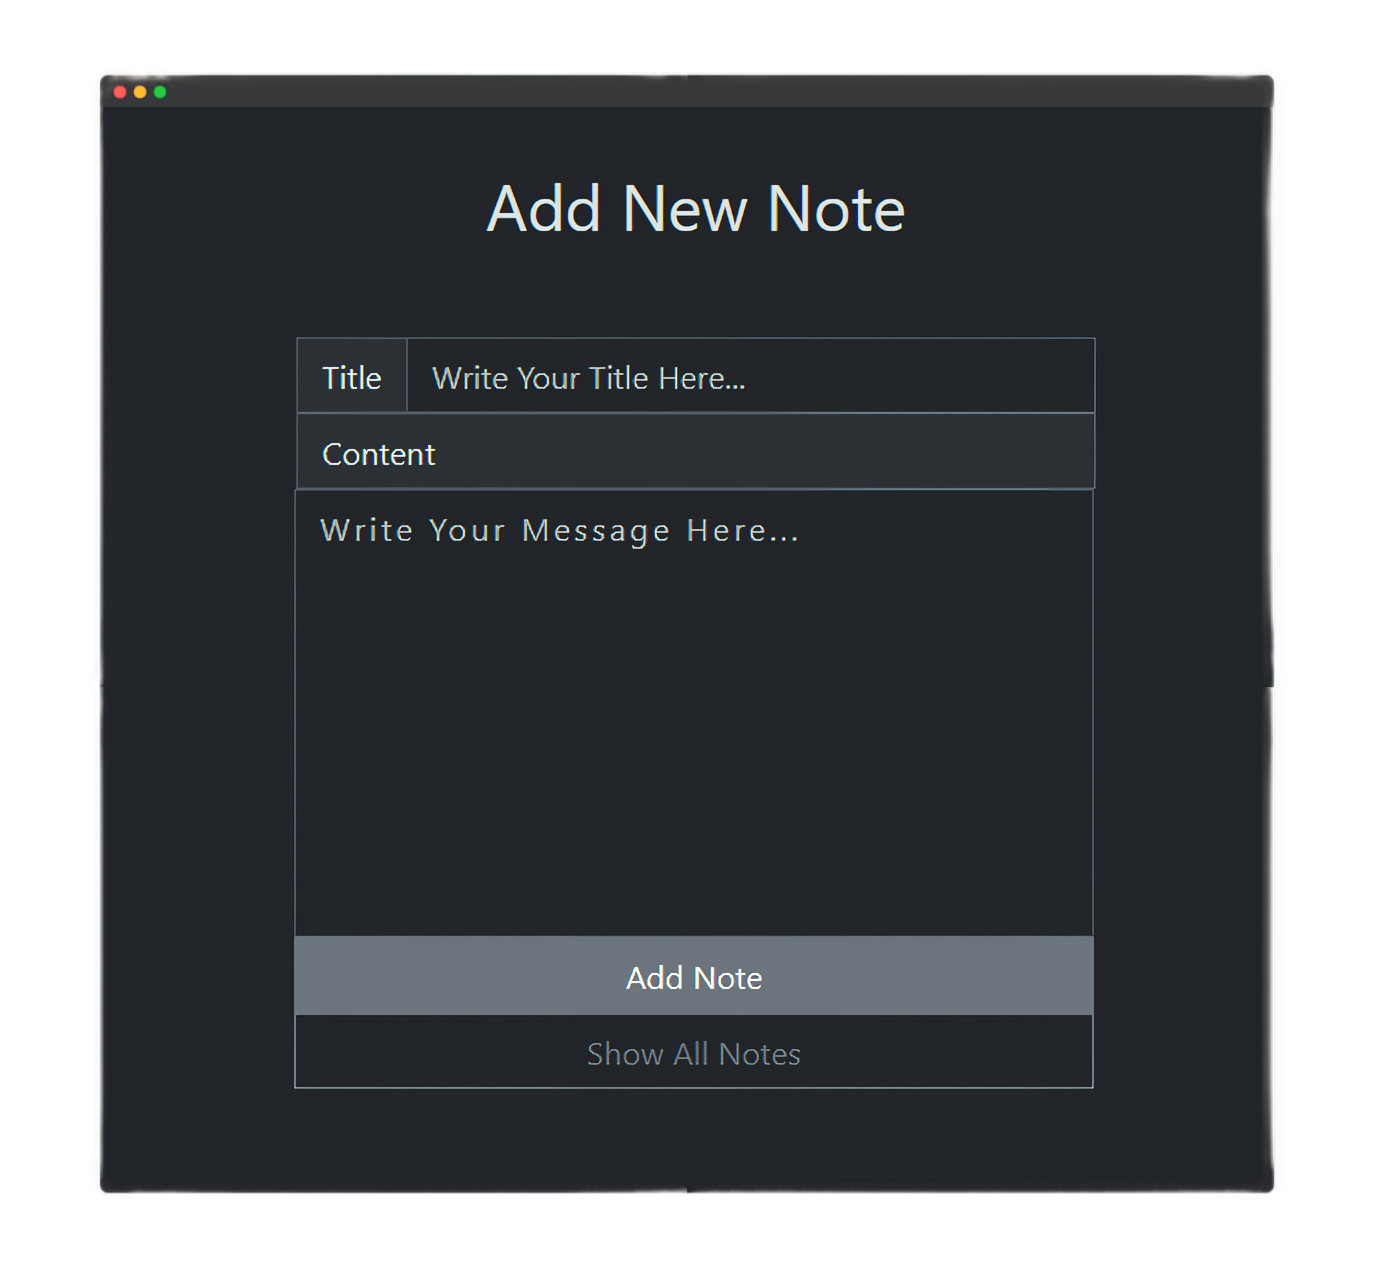 Add New Note
Title Write Your Title Here...
Content
Write Your Message Here...
Add Note
Show All Notes